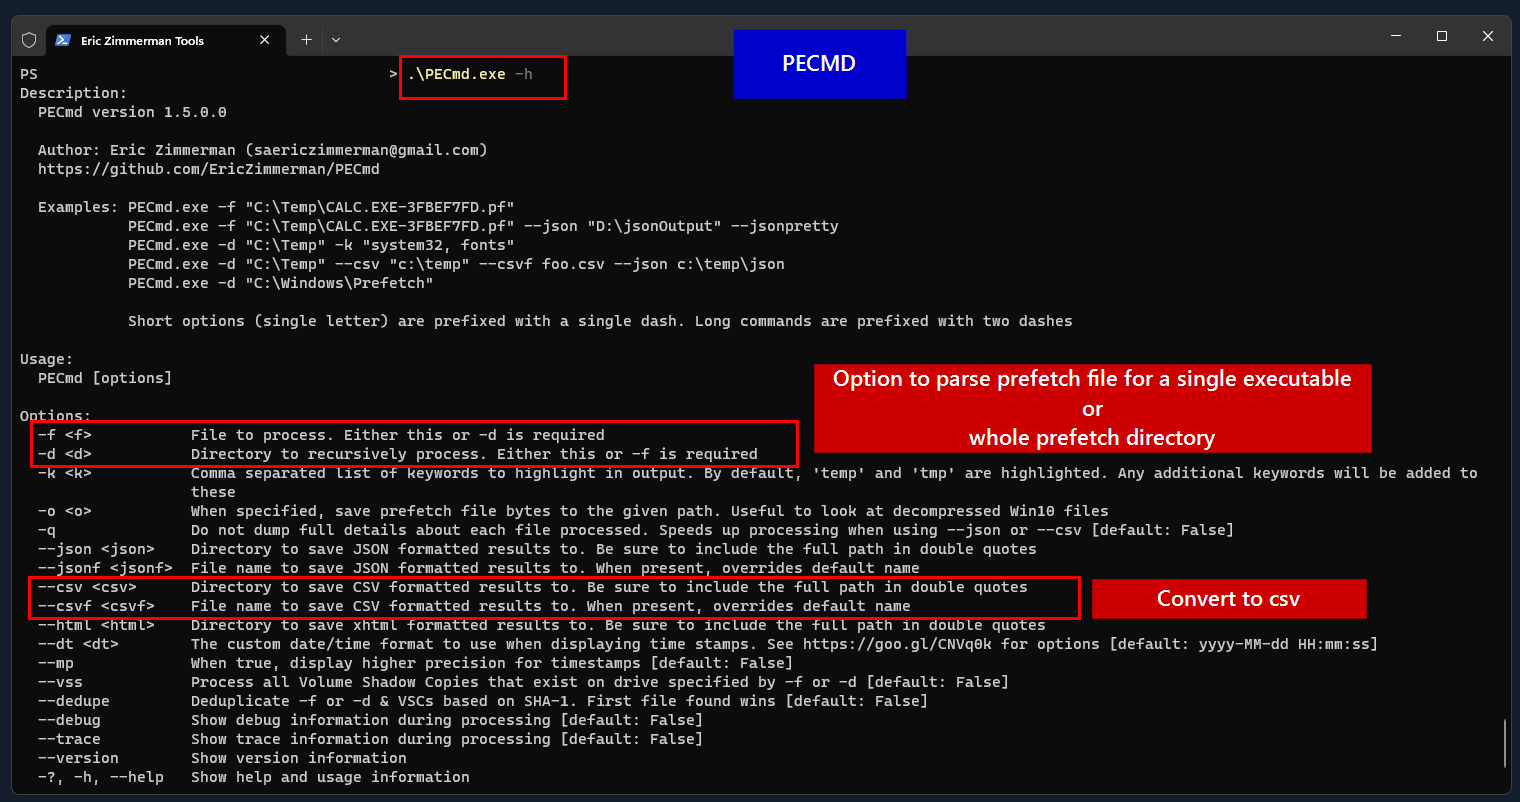 Eric Zimmerman Tools
PECMD
PS > .\PECmd.exe -h
Description:
PECmd version 1.5.0.0
Author: Eric Zimmerman (saericzimmerman@gmail.com)
https://github.com/EricZimmerman/PECmd
Examples: PECmd.exe -f "C:\Temp\CALC.EXE-3FBEF7FD.pf"
PECmd.exe -f "C:\Temp\CALC.EXE-3FBEF7FD.pf" --json "D:\jsonOutput" --jsonpretty
PECmd.exe -d "C:\Temp" -k "system32, fonts"
PECmd.exe -d "C:\Temp" --csv "c:\temp" --csvf foo.csv --json c:\temp\json
PECmd.exe -d "C:\Windows\Prefetch"
Short options (single letter) are prefixed with a single dash. Long commands are prefixed with two dashes
Usage:
PECmd [options]
Option to parse prefetch file for a single executable
or
whole prefetch directory
Options:
-f <f> File to process. Either this or -d is required
-d <d> Directory to recursively process. Either this or -f is required
-k <k> Comma separated list of keywords to highlight in output. By default, 'temp' and 'tmp' are highlighted. Any additional keywords will be added to
these
-o <o> When specified, save prefetch file bytes to the given path. Useful to look at decompressed Win10 files
-q Do not dump full details about each file processed. Speeds up processing when using --json or --csv [default: False]
--json <json> Directory to save JSON formatted results to. Be sure to include the full path in double quotes
--jsonf <jsonf> File name to save JSON formatted results to. When present, overrides default name
--csv <csv> Directory to save CSV formatted results to. Be sure to include the full path in double quotes
--csvf <csvf> File name to save CSV formatted results to. When present, overrides default name
Convert to csv
--html <html> Directory to save xhtml formatted results to. Be sure to include the full path in double quotes
--dt <dt> The custom date/time format to use when displaying time stamps. See https://goo.gl/CNVq0k for options [default: yyyy-MM-dd HH:mm:ss]
--mp When true, display higher precision for timestamps [default: False]
--vss Process all Volume Shadow Copies that exist on drive specified by -f or -d [default: False]
--dedupe Deduplicate -f or -d & VSCs based on SHA-1. First file found wins [default: False]
--debug Show debug information during processing [default: False]
--trace Show trace information during processing [default: False]
--version Show version information
-?, -h, --help Show help and usage information